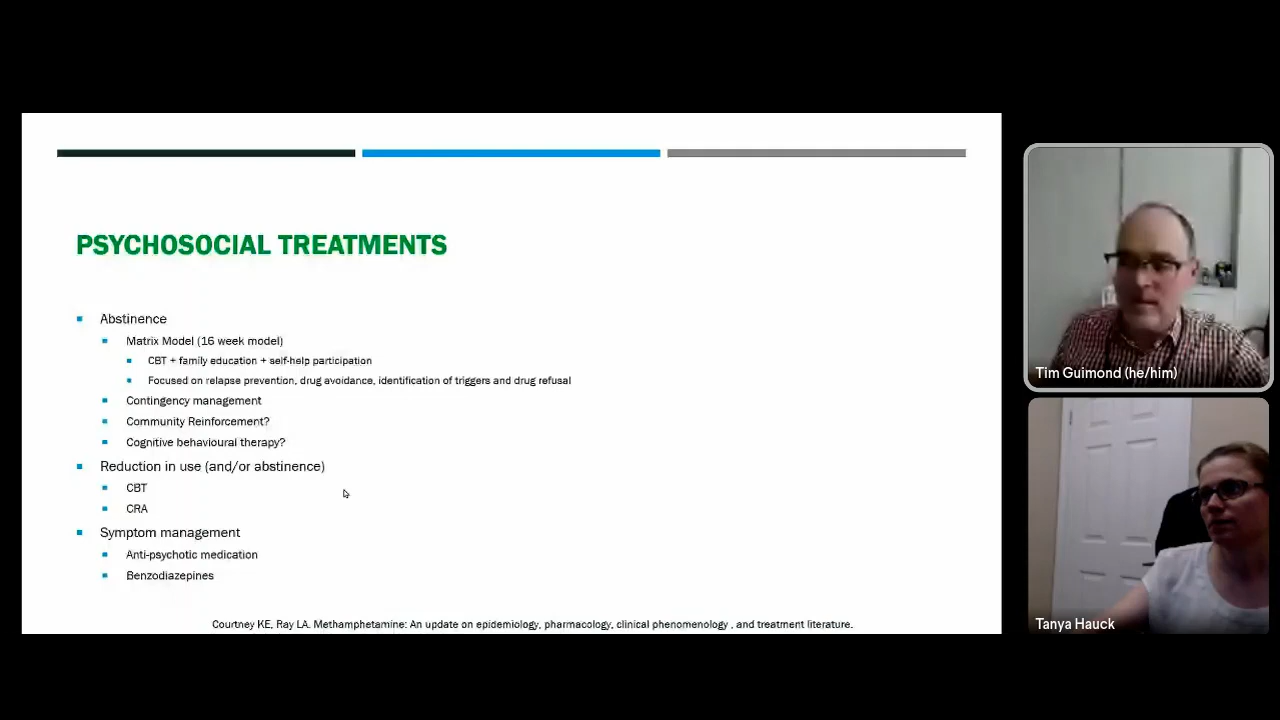 PSYCHOSOCIAL TREATMENTS
Abstinence
Matrix Model (16 week model)
CBT + family education + self-help participation
Focused on relapse prevention, drug avoidance, identification of triggers and drug refusal
Contingency management
Community Reinforcement?
Cognitive behavioural therapy?
Reduction in use (and/or abstinence)
CBT
CRA
Symptom management
Anti-psychotic medication
Benzodiazepines
Courtney KE, Ray LA. Methamphetamine: An update on epidemiology, pharmacology, clinical phenomenology , and treatment literature.
Tim Guimond (he/him)
Tanya Hauck